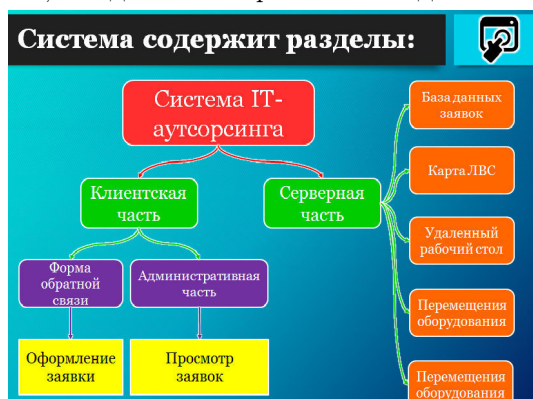 Система содержит разделы:
Система IT-
аутсорсинга
База данных
заявок
Клиентская
часть
Серверная
часть
Карта ЛВС
Удаленный
рабочий стол
Форма
обратной
связи
Административная
часть
Перемещения
оборудования
Оформление
заявки
Просмотр
заявок
Перемещения
оборудования